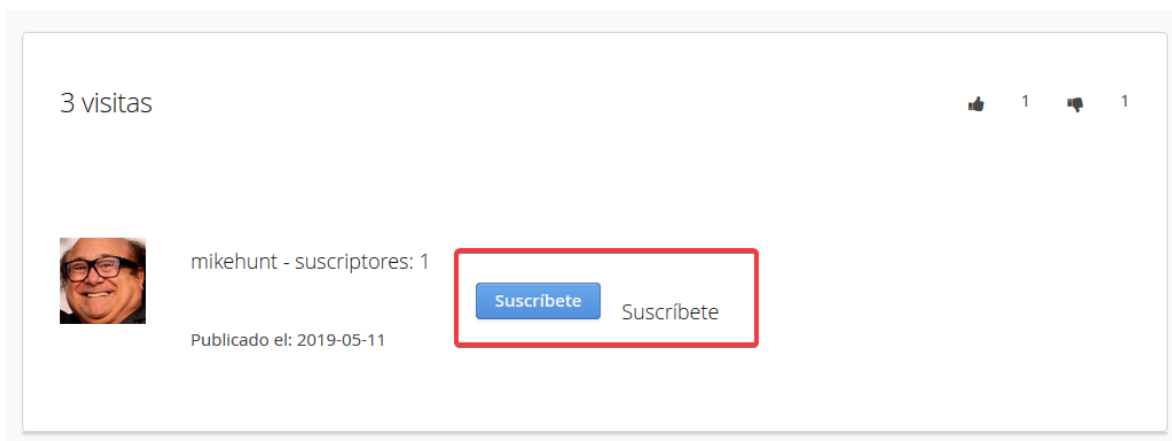 3 visitas
1 1
mikehunt - suscriptores: 1
Suscríbete Suscríbete
Publicado el: 2019-05-11